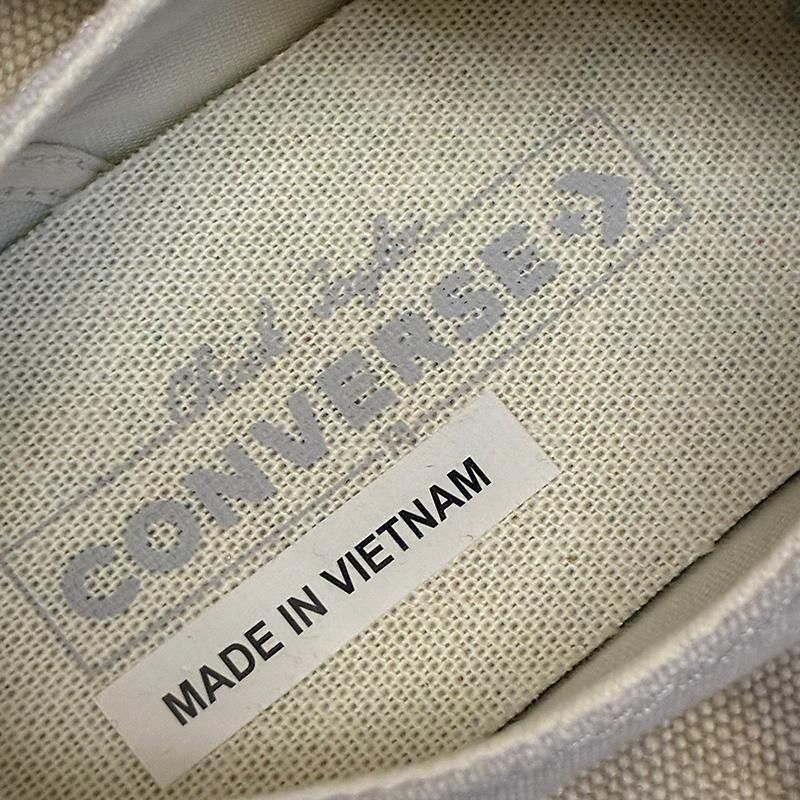 Chuck Taylor
CONVERSE
®
MADE IN VIETNAM